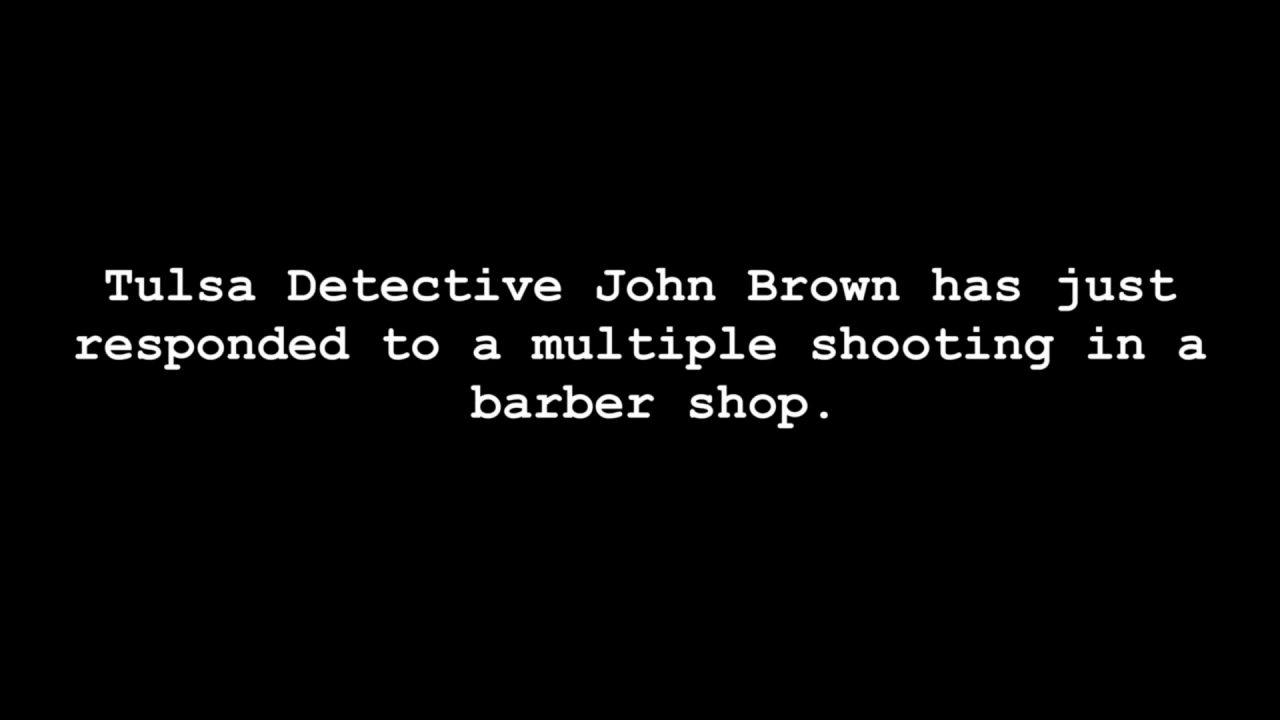 Tulsa Detective John Brown has just
responded to a multiple shooting in a
barber shop.